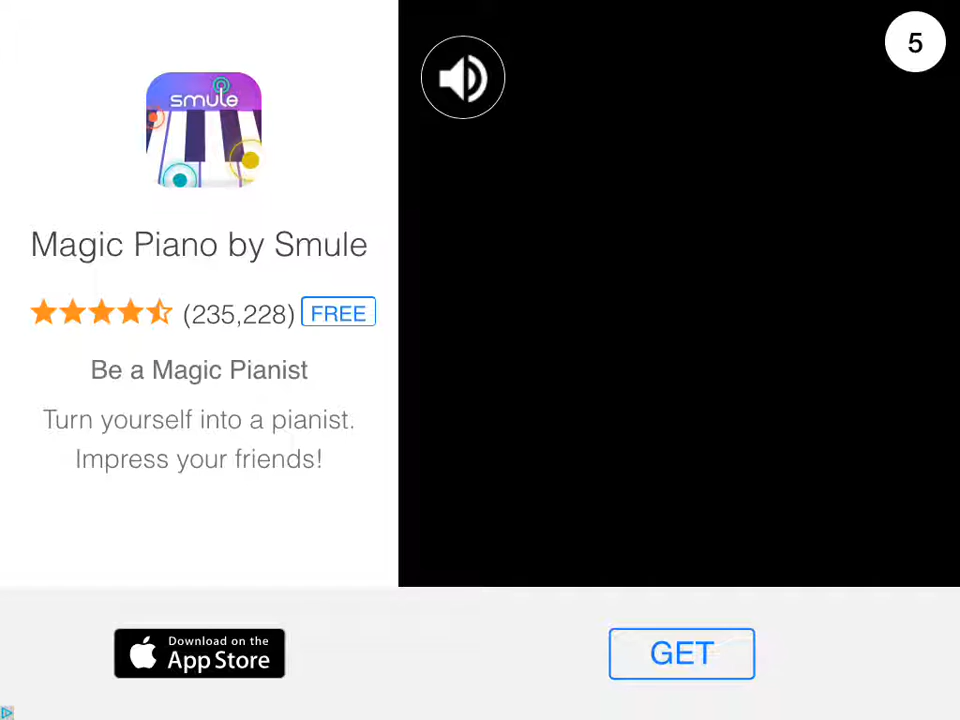 smule
5
Magic Piano by Smule
(235,228) FREE
Be a Magic Pianist
Turn yourself into a pianist.
Impress your friends!
Download on the
App Store
GET